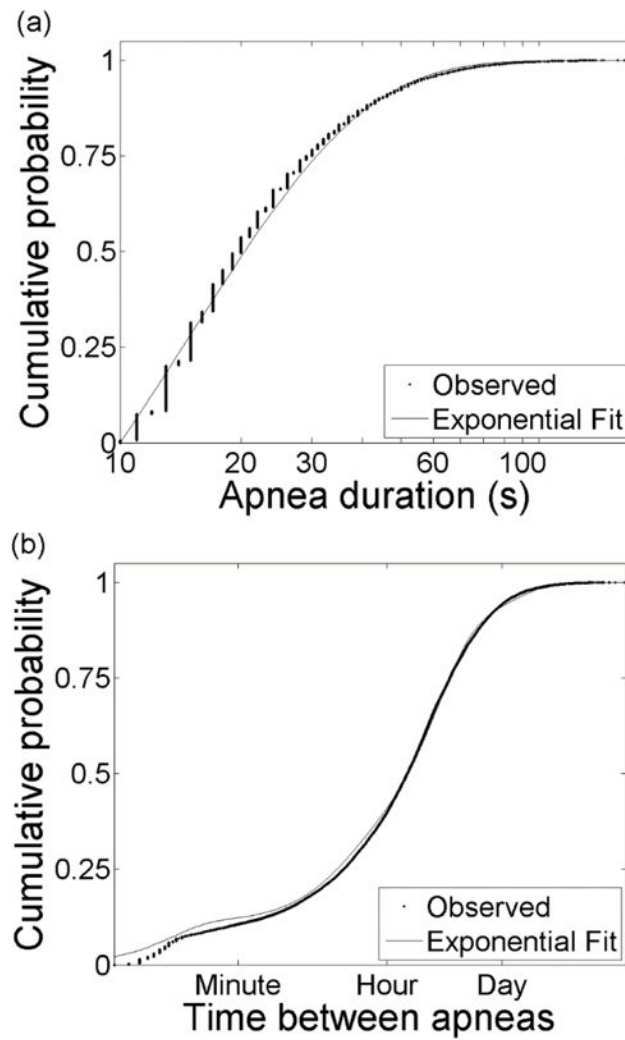 (a)
Cumulative probability
1
0.75
0.5
0.25
0
10 20 30 60 100
Apnea duration (s)
Observed
Exponential Fit
(b)
Cumulative probability
1
0.75
0.5
0.25
0
Minute Hour Day
Time between apneas
Observed
Exponential Fit